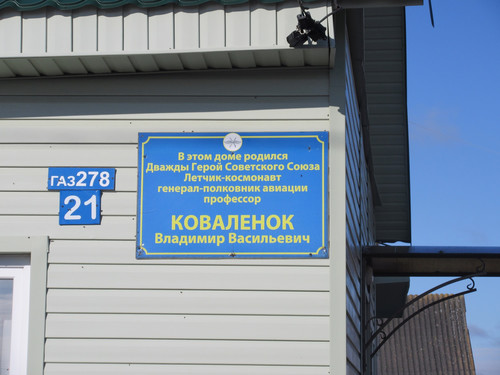 ГАЗ278
21
В этом доме родился
Дважды Герой Советского Союза
Летчик-космонавт
генерал-полковник авиации
профессор
КОВАЛЕНОК
Владимир Васильевич